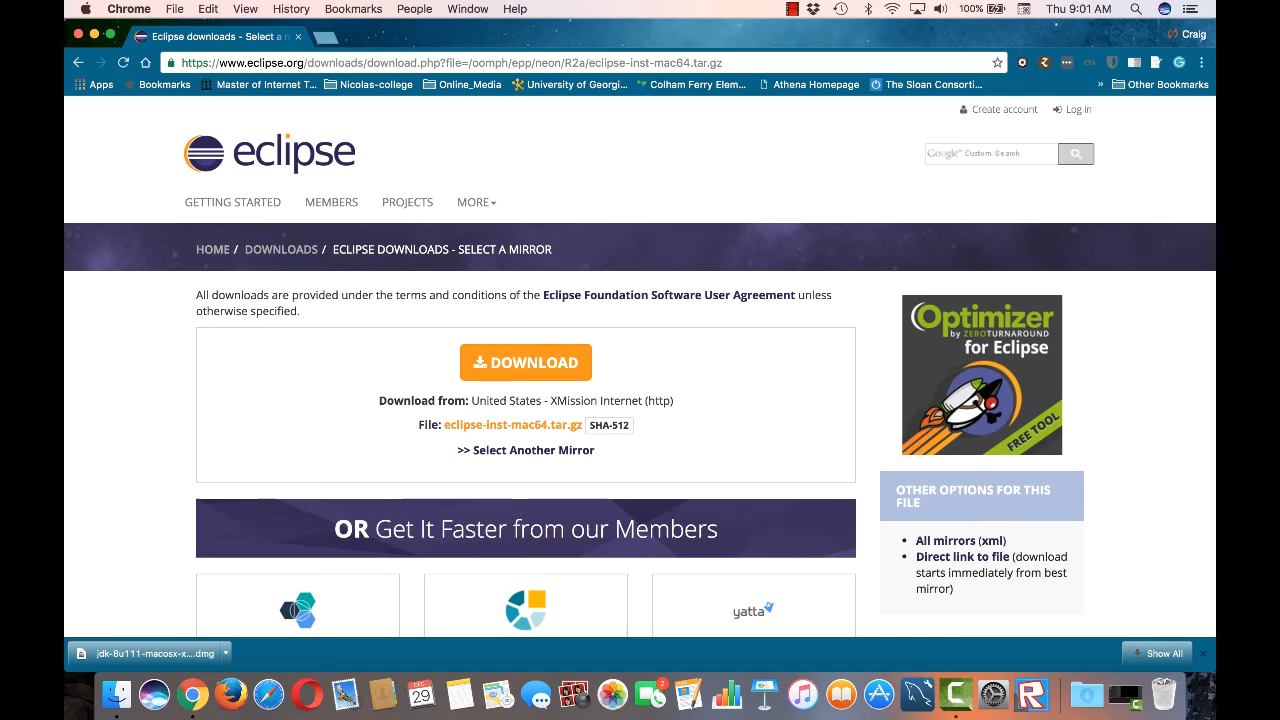 Chrome File Edit View History Bookmarks People Window Help 100% Thu 9:01 AM
Eclipse downloads - Select a m Craig
https://www.eclipse.org/downloads/download.php?file=/oomph/epp/neon/R2a/eclipse-inst-mac64.tar.gz
Apps Bookmarks Master of Internet T... Nicolas-college Online_Media University of Georgi... Colham Ferry Elem... Athena Homepage The Sloan Consorti... » Other Bookmarks
Create account Log in
eclipse
Google™ Custom Search
GETTING STARTED MEMBERS PROJECTS MORE
HOME / DOWNLOADS / ECLIPSE DOWNLOADS - SELECT A MIRROR
All downloads are provided under the terms and conditions of the Eclipse Foundation Software User Agreement unless
otherwise specified.
DOWNLOAD
Download from: United States - XMission Internet (http)
File: eclipse-inst-mac64.tar.gz SHA-512
>> Select Another Mirror
OR Get It Faster from our Members
yatta
Optimizer
by ZEROTURNAROUND
for Eclipse
FREE TOOL
OTHER OPTIONS FOR THIS
FILE
• All mirrors (xml)
• Direct link to file (download
starts immediately from best
mirror)
jdk-8u111-macosx-x....dmg Show All
DEC
29
2